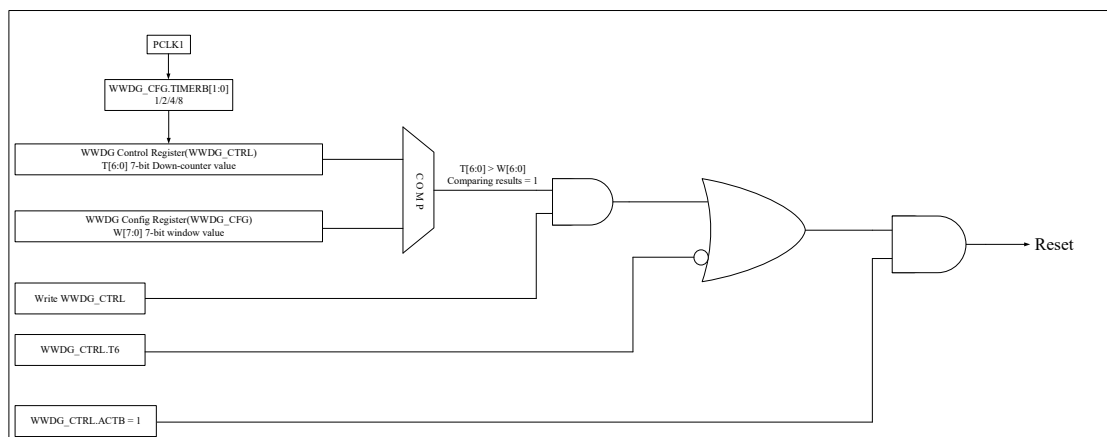 PCLK1
WWDG_CFG.TIMERB[1:0]
1/2/4/8
WWDG Control Register(WWDG_CTRL)
T[6:0] 7-bit Down-counter value
COMP
T[6:0] > W[6:0]
Comparing results = 1
WWDG Config Register(WWDG_CFG)
W[7:0] 7-bit window value
Reset
Write WWDG_CTRL
WWDG_CTRL.T6
WWDG_CTRL.ACTB = 1